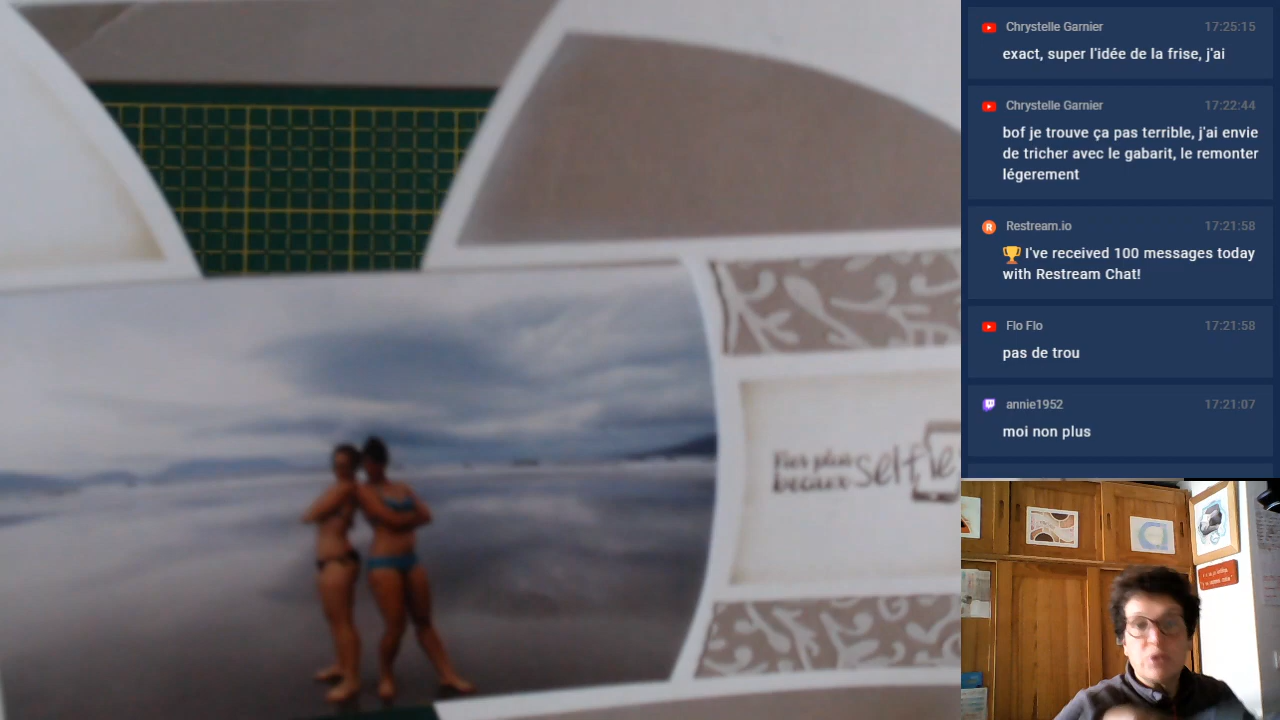 Chrystelle Garnier 17:25:15
exact, super l'idée de la frise, j'ai
Chrystelle Garnier 17:22:44
bof je trouve ça pas terrible, j'ai envie
de tricher avec le gabarit, le remonter
légerement
Restream.io 17:21:58
🏆 I've received 100 messages today
with Restream Chat!
Flo Flo 17:21:58
pas de trou
annie1952 17:21:07
moi non plus
selfie